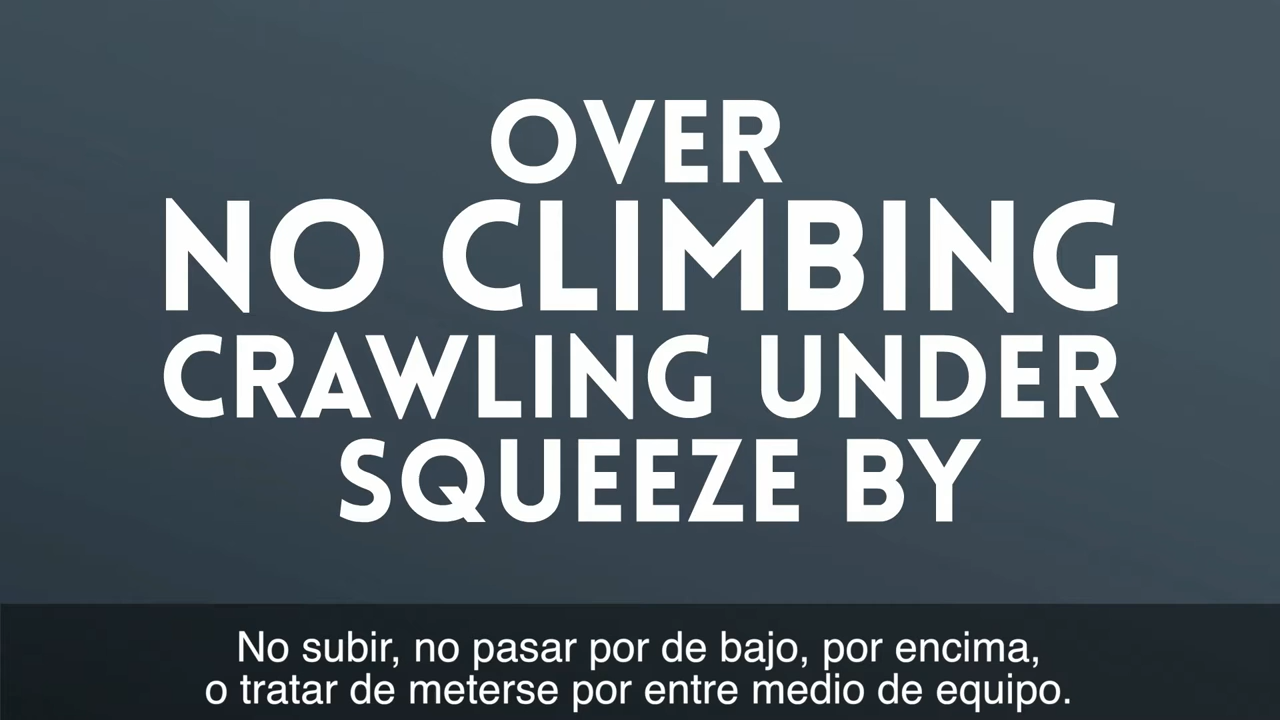 OVER
NO CLIMBING
CRAWLING UNDER
SQUEEZE BY
No subir, no pasar por de bajo, por encima,
o tratar de meterse por entre medio de equipo.